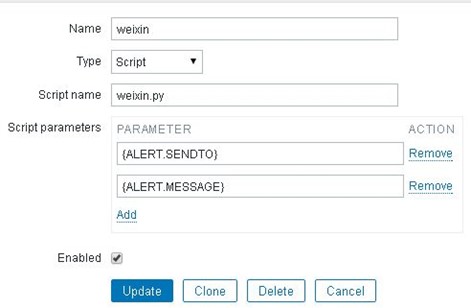 Name weixin
Type Script
Script name weixin.py
Script parameters PARAMETER ACTION
{ALERT.SENDTO} Remove
{ALERT.MESSAGE} Remove
Add
Enabled
Update Clone Delete Cancel